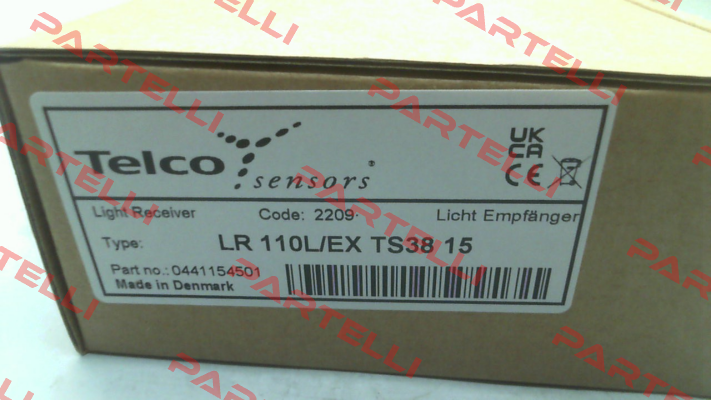 Telco
sensors
UK
CA
CE
Light Receiver Code: 2209 Licht Empfänger
Type: LR 110L/EX TS38 15
Part no.: 0441154501
Made in Denmark
PARTELLI
PARTELLI
PARTELLI
PARTELLI
PARTELLI
PARTELLI
PARTELLI
PARTELLI